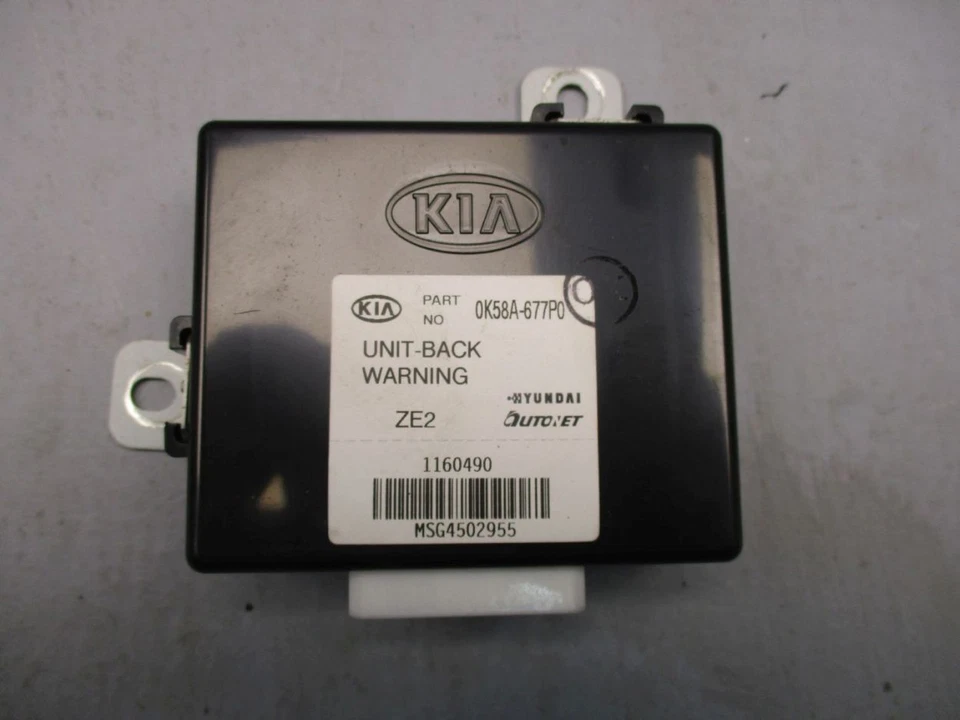 KIA
KIA PART NO 0K58A-677P0
UNIT-BACK
WARNING
HYUNDAI
ZE2 AUTONET
1160490
MSG4502955